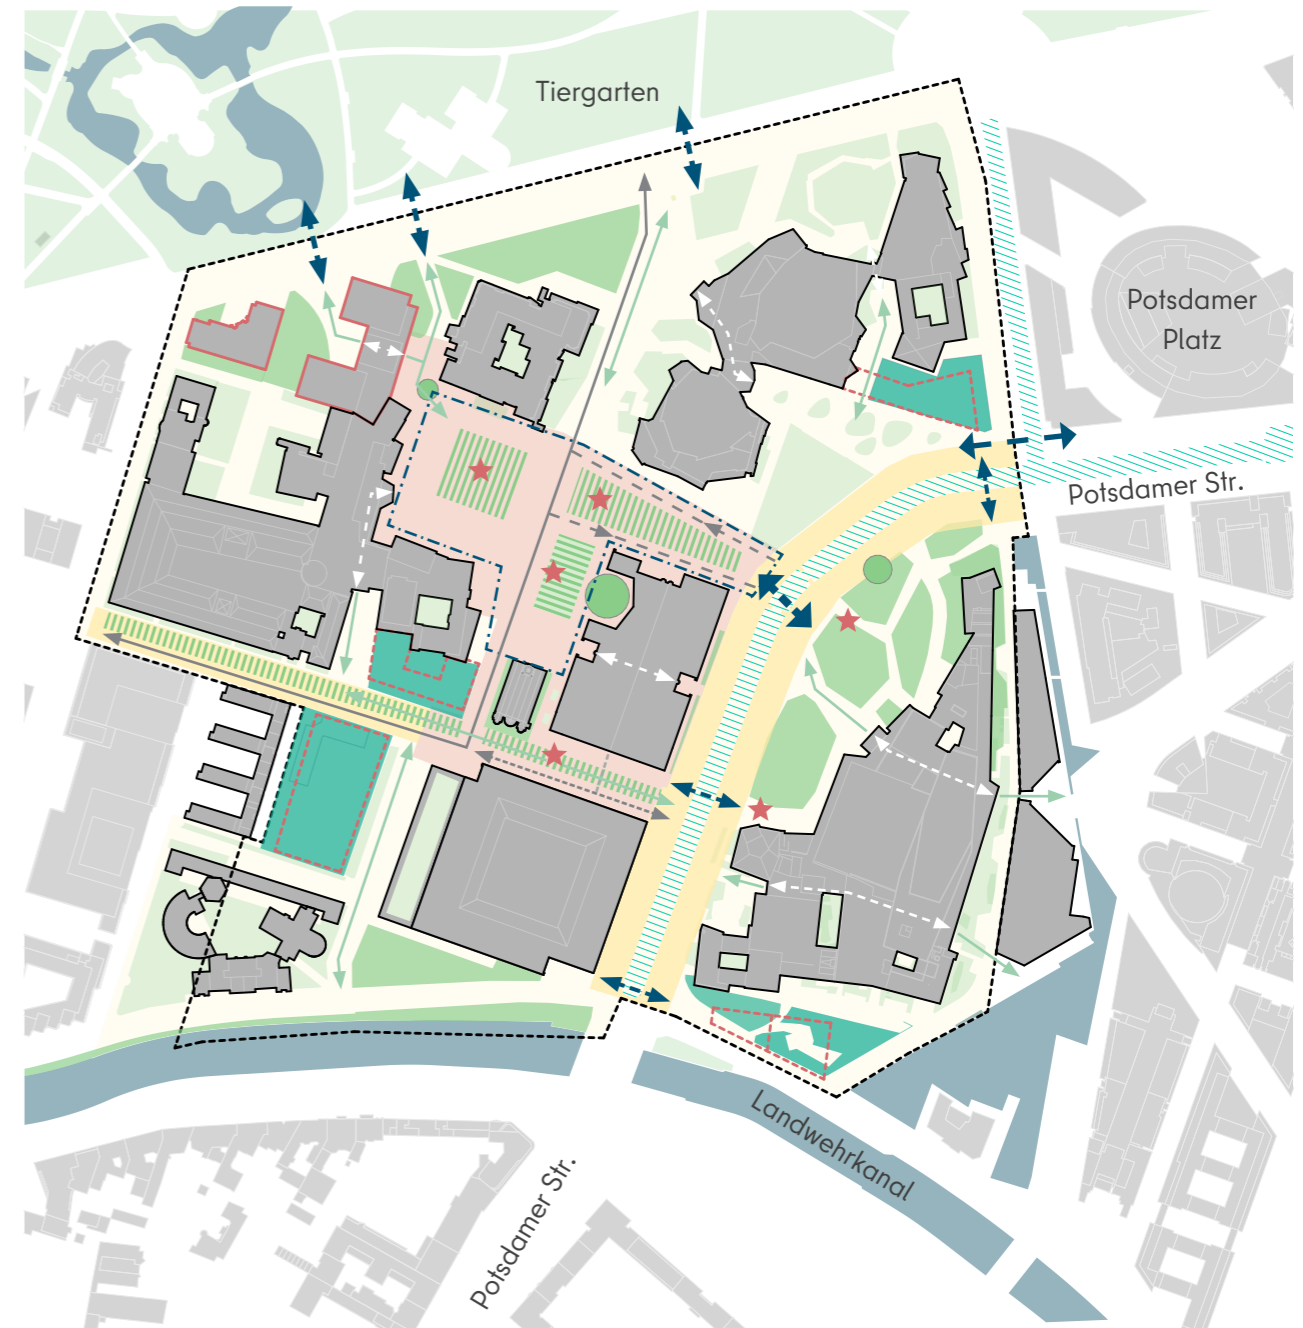 Tiergarten
Potsdamer
Platz
Potsdamer Str.
Landwehrkanal
Potsdamer Str.